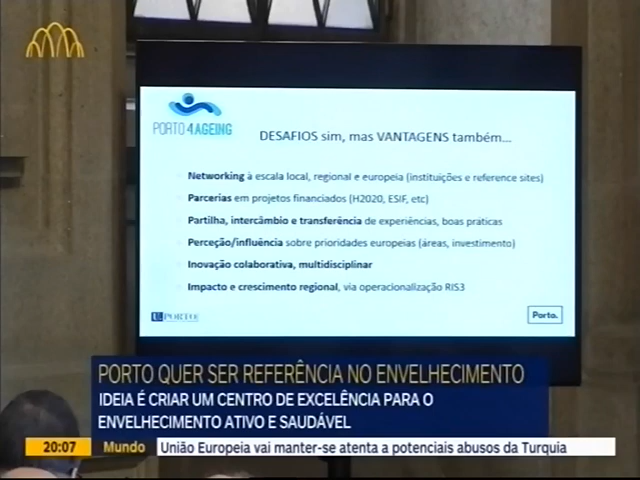 PORTO 4AGEING
DESAFIOS sim, mas VANTAGENS também...
Networking à escala local, regional e europeia (instituições e reference sites)
Parcerias em projetos financiados (H2020, ESIF, etc)
Partilha, intercâmbio e transferência de experiências, boas práticas
Perceção/influência sobre prioridades europeias (áreas, investimento)
Inovação colaborativa, multidisciplinar
Impacto e crescimento regional, via operacionalização RIS3
U. PORTO
Porto.
PORTO QUER SER REFERÊNCIA NO ENVELHECIMENTO
IDEIA É CRIAR UM CENTRO DE EXCELÊNCIA PARA O
ENVELHECIMENTO ATIVO E SAUDÁVEL
20:07 Mundo União Europeia vai manter-se atenta a potenciais abusos da Turquia